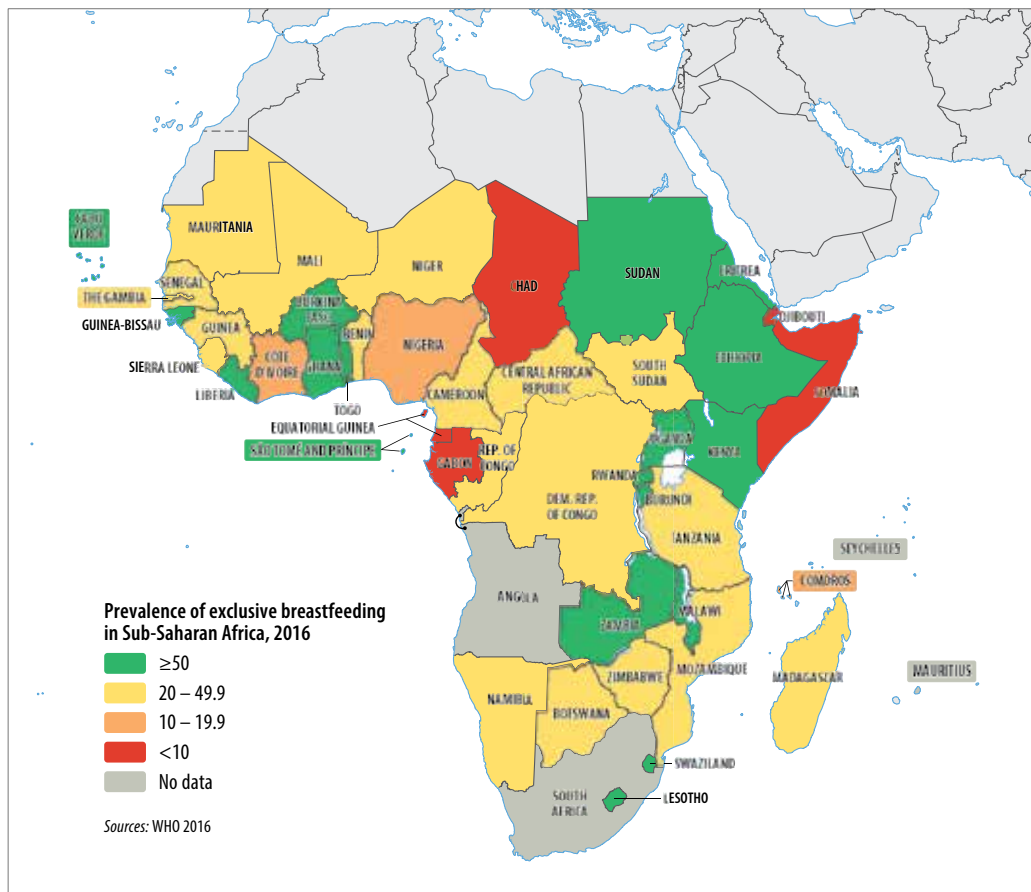 CABO
VERDE
MAURITANIA
MALI
NIGER
CHAD
SUDAN
ERITREA
SENEGAL
THE GAMBIA
BURKINA
FASO
DJIBOUTI
GUINEA-BISSAU
GUINEA
BENIN
NIGERIA
ETHIOPIA
SIERRA LEONE
COTE
D'IVOIRE
GHANA
CENTRAL AFRICAN
REPUBLIC
SOUTH
SUDAN
SOMALIA
LIBERIA
CAMEROON
TOGO
EQUATORIAL GUINEA
UGANDA
KENYA
SÃO TOMÉ AND PRÍNCIPE
GABON
REP. OF
CONGO
RWANDA
BURUNDI
DEM. REP.
OF CONGO
TANZANIA
SEYCHELLES
COMOROS
ANGOLA
MALAWI
ZAMBIA
Prevalence of exclusive breastfeeding
in Sub-Saharan Africa, 2016
≥50
20 – 49.9
10 – 19.9
<10
No data
Sources: WHO 2016
MOZAMBIQUE
ZIMBABWE
MADAGASCAR
MAURITIUS
NAMIBIA
BOTSWANA
SWAZILAND
SOUTH
AFRICA
LESOTHO